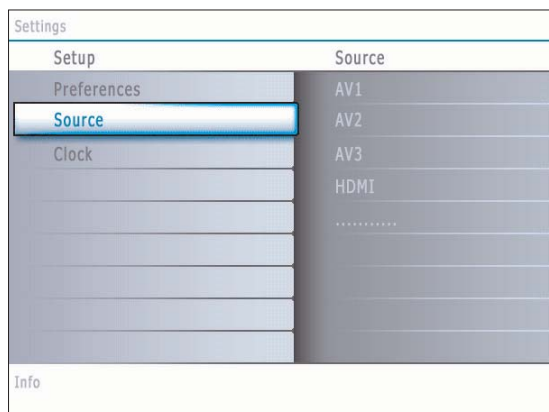 Settings
Setup
Source
Preferences
AV1
Source
AV2
Clock
AV3
HDMI
...........
Info